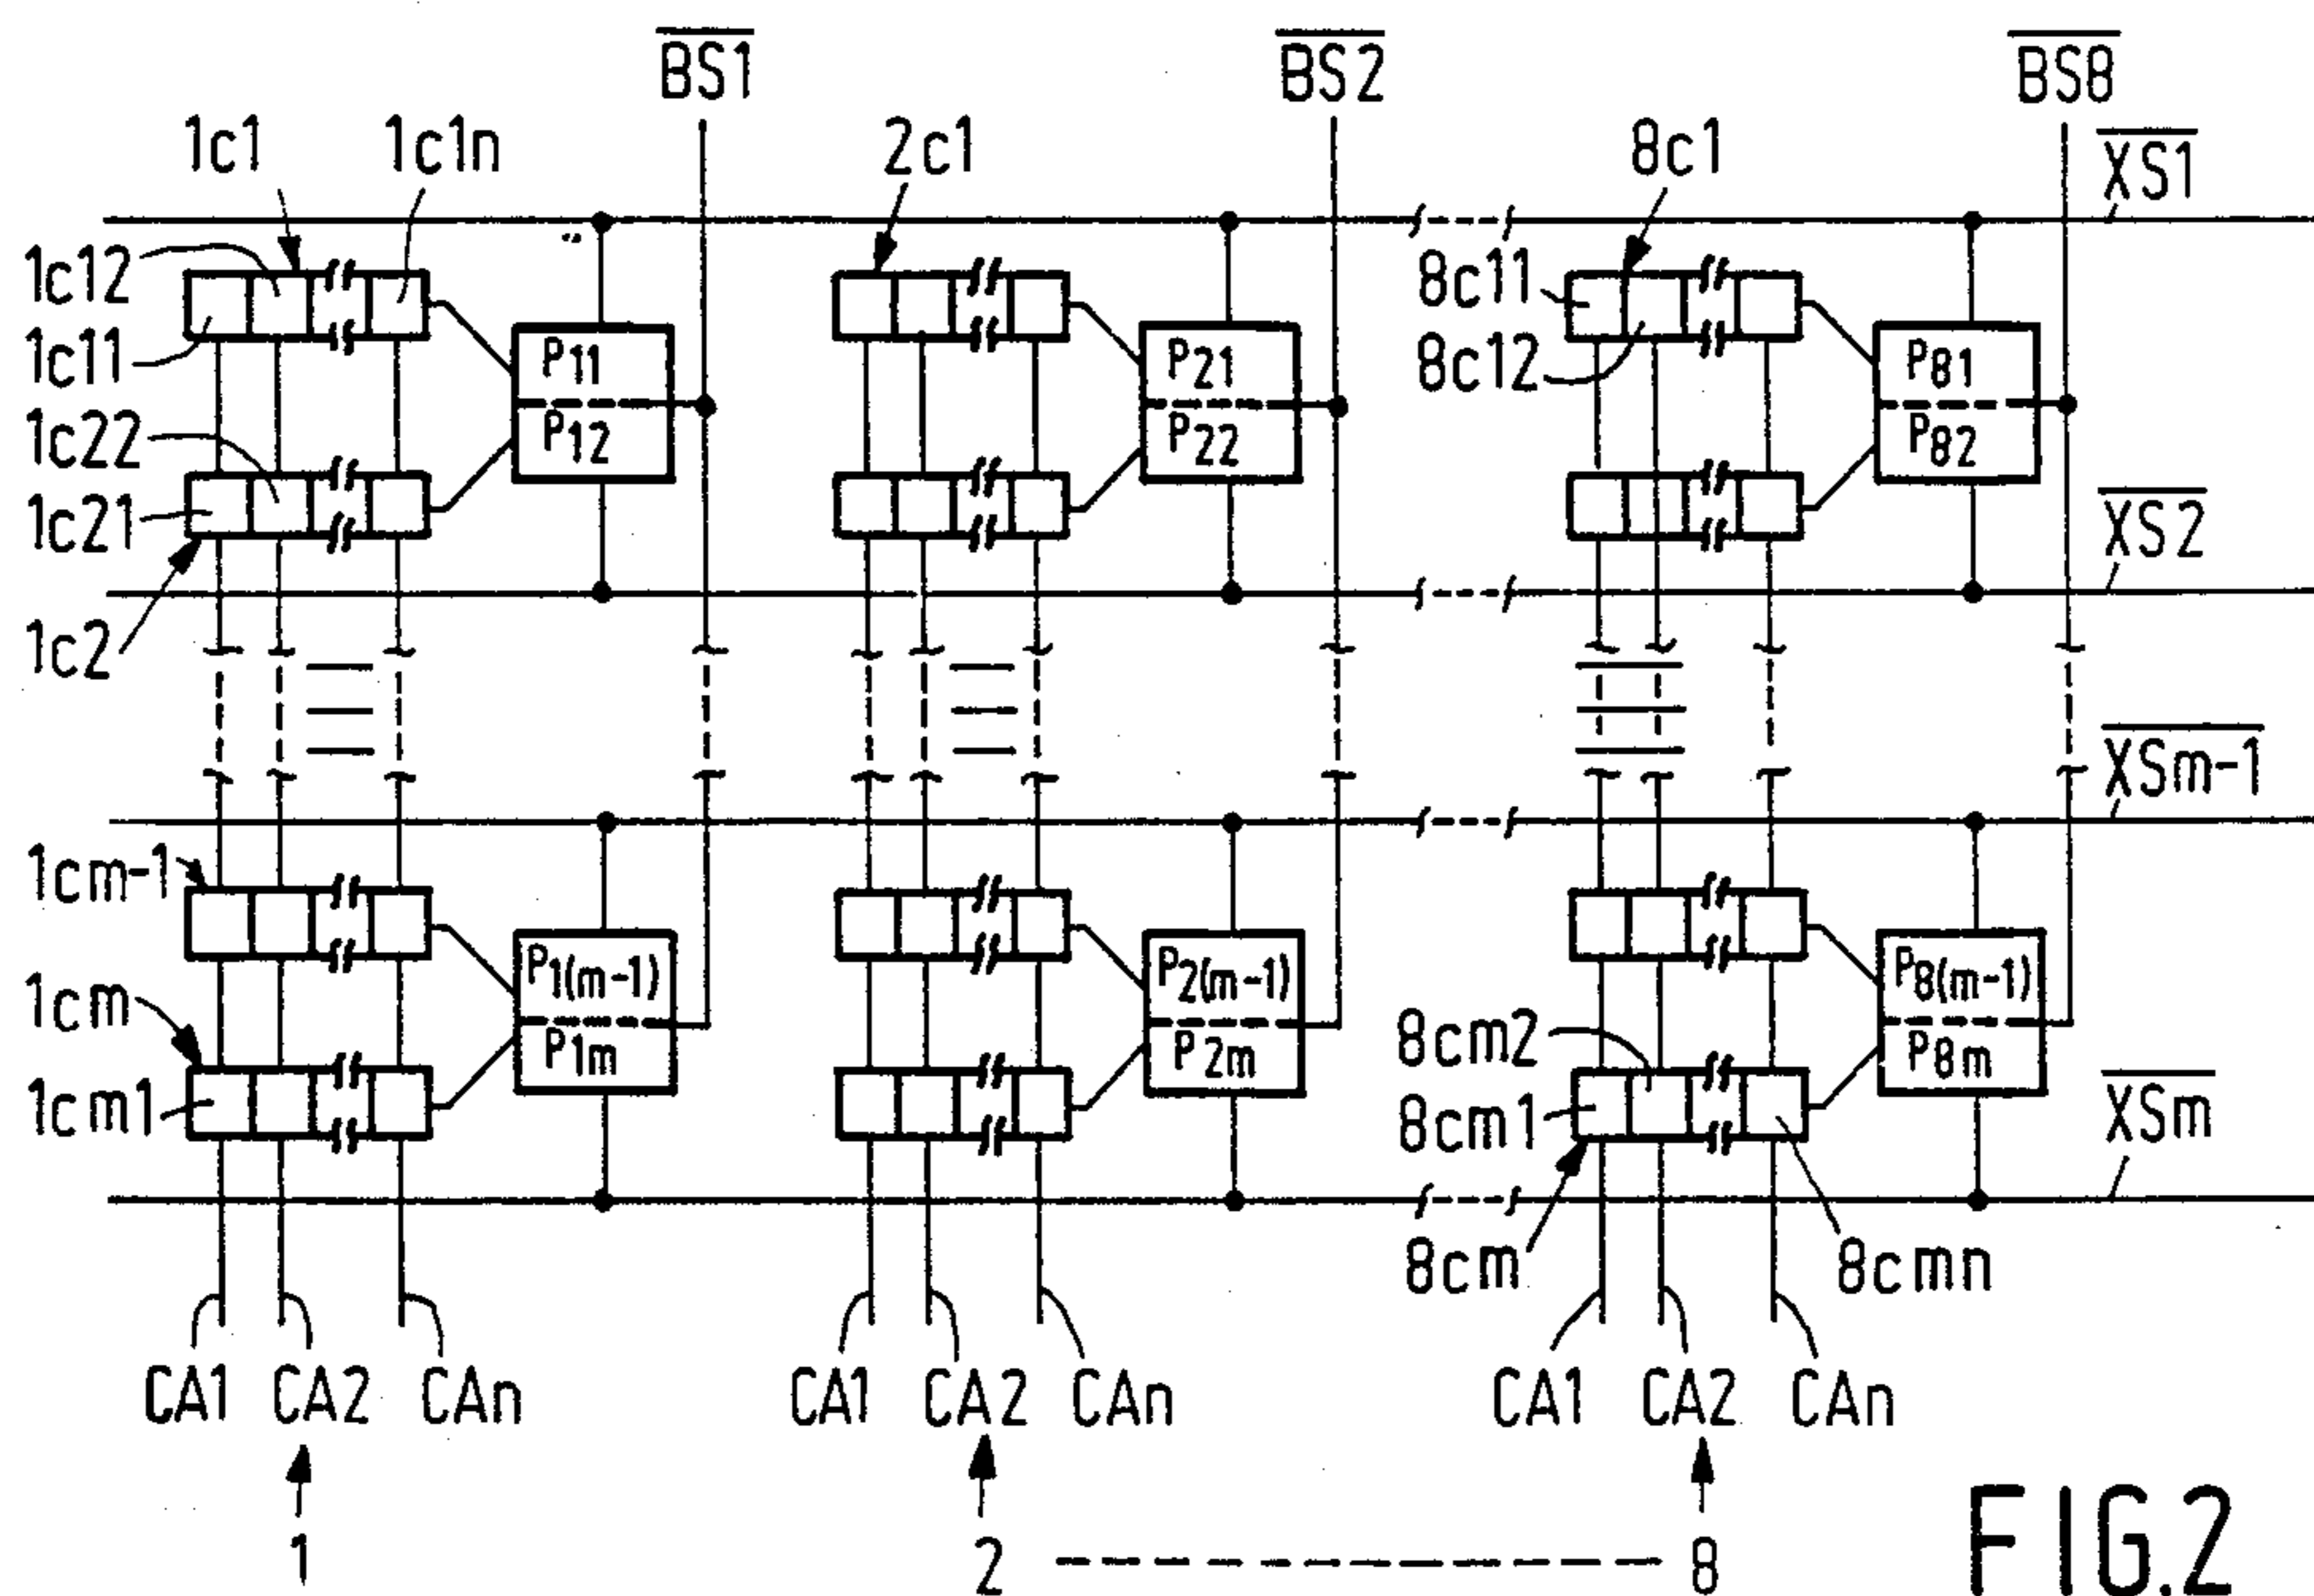 BS1 BS2 BS8
1c1 1c1n 2c1 8c1 XS1
1c12 8c11
1c11 P11 P21 8c12 P81
1c22 P12 P22 P82
1c21 XS2
1c2
XSm-1
1cm-1
P1(m-1) P2(m-1) P8(m-1)
1cm 8cm2
P1m P2m P8m
1cm1 8cm1 XSm
8cm 8cmn
CA1 CA2 CAn CA1 CA2 CAn CA1 CA2 CAn
1 2 8
FIG.2